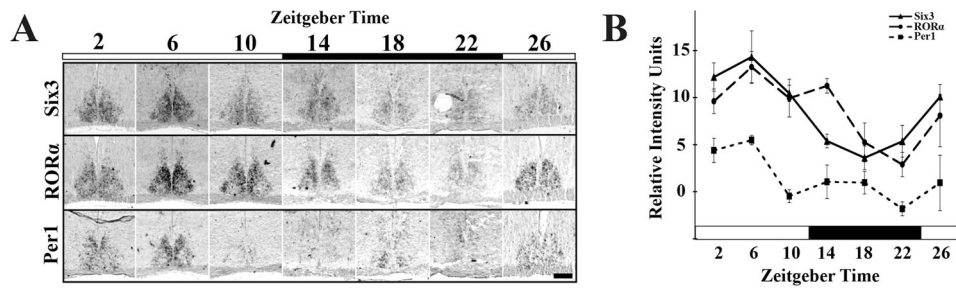 A
Zeitgeber Time
2 6 10 14 18 22 26
Six3
RORα
Per1
B
Six3
RORα
Per1
Relative Intensity Units
15
10
5
0
2 6 10 14 18 22 26
Zeitgeber Time